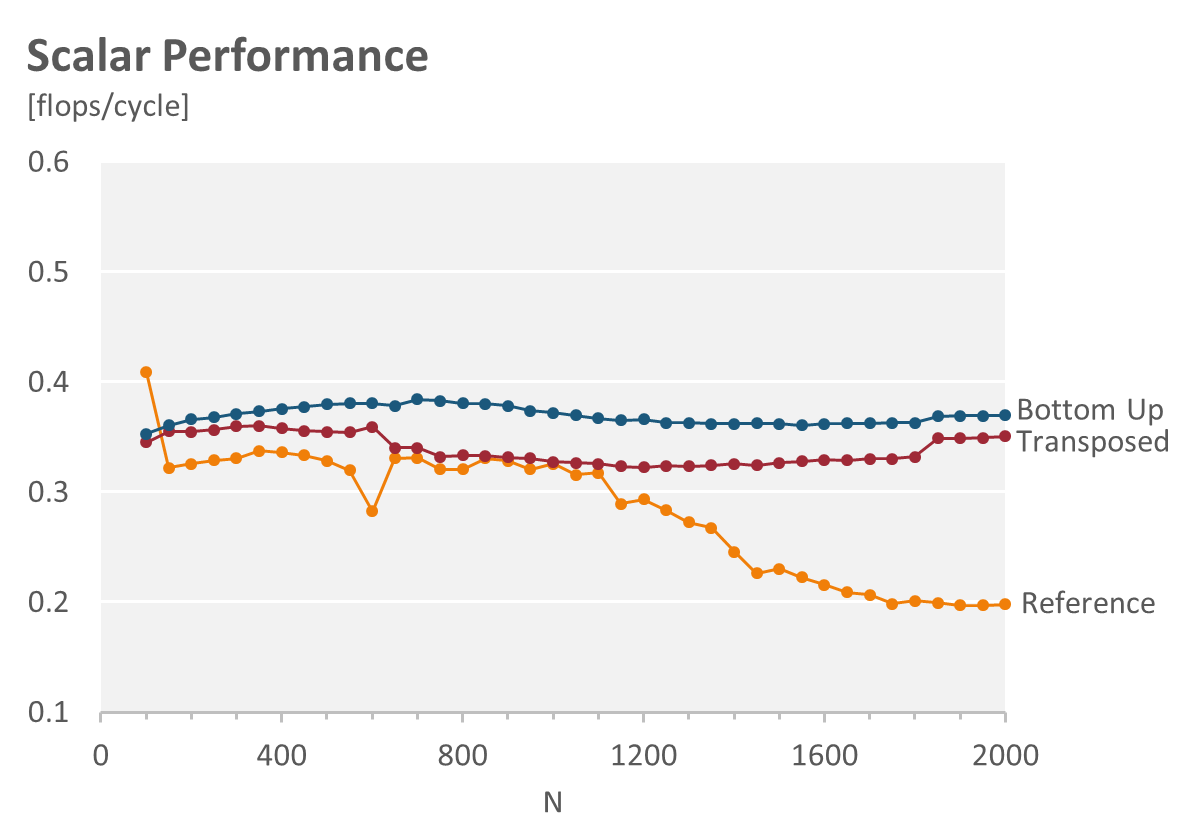 Scalar Performance
[flops/cycle]
0.6
0.5
0.4
Bottom Up
Transposed
0.3
0.2
Reference
0.1
0 400 800 1200 1600 2000
N